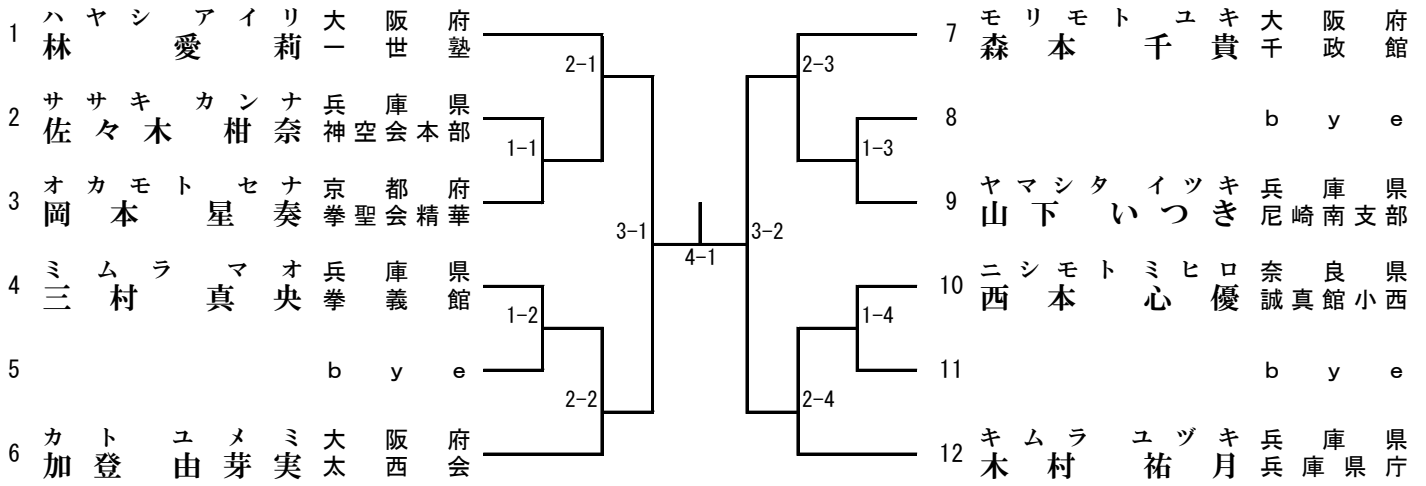 ハヤシ アイリ 大阪府
1 林 愛莉 一世塾
ササキ カンナ 兵庫県
2 佐々木 柑奈 神空会本部
オカモト セナ 京都府
3 岡本 星奏 拳聖会精華
ミムラ マオ 兵庫県
4 三村 真央 拳義館
5 bye
カト ユメミ 大阪府
6 加登 由芽実 太西会
2-1
1-1
3-1
1-2
2-2
4-1
2-3
1-3
3-2
1-4
2-4
モリモト ユキ 大阪府
7 森本 千貴 千政館
8 bye
ヤマシタ イツキ 兵庫県
9 山下 いつき 尼崎南支部
ニシモト ミヒロ 奈良県
10 西本 心優 誠真館小西
11 bye
キムラ ユヅキ 兵庫県
12 木村 祐月 兵庫県庁